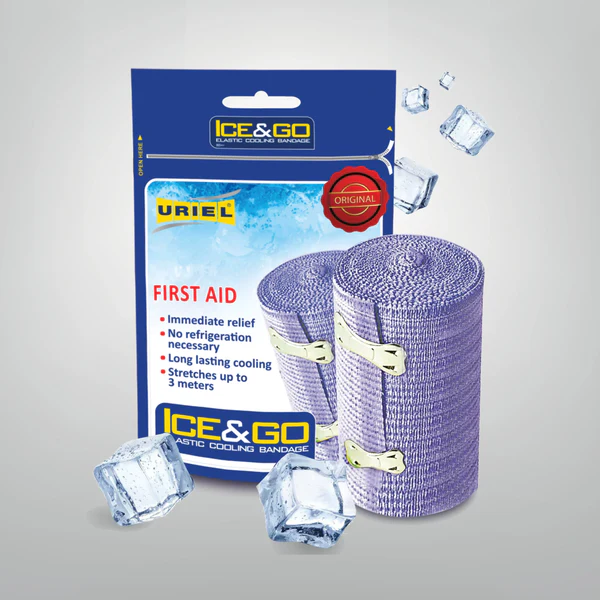 ICE&GO
ELASTIC COOLING BANDAGE
OPEN HERE
ORIGINAL
URIEL®
FIRST AID
• Immediate relief
• No refrigeration
necessary
• Long lasting cooling
• Stretches up to
3 meters
ICE&GO
ELASTIC COOLING BANDAGE